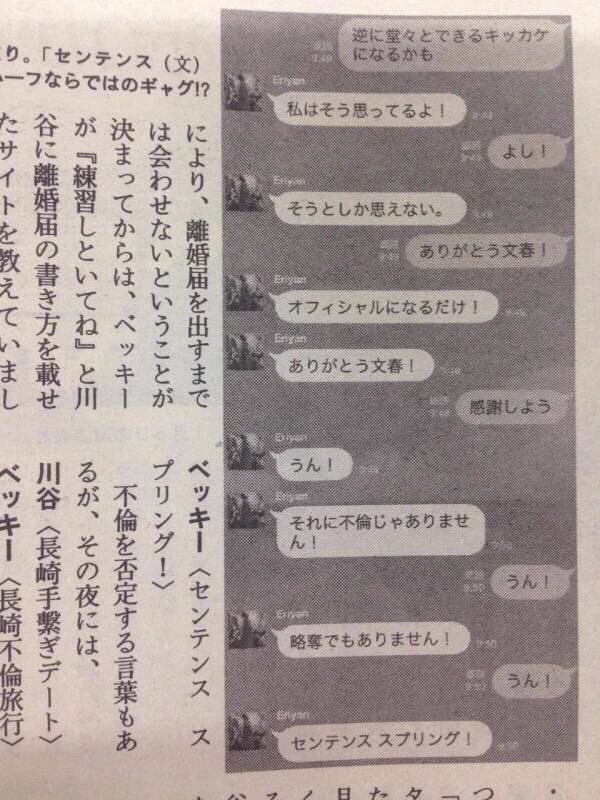 逆に堂々とできるキッカケ
になるかも
Eriyan
私はそう思ってるよ！
よし！
Eriyan
そうとしか思えない。
ありがとう文春！
Eriyan
オフィシャルになるだけ！
Eriyan
ありがとう文春！
感謝しよう
Eriyan
うん！
Eriyan
それに不倫じゃありませ
ん！
うん！
Eriyan
略奪でもありません！
うん！
Eriyan
センテンス スプリング！
り。「センテンス（文）
ハーフならではのギャグ!?
により、離婚届を出すまで
は会わせないということが
決まってからは、ベッキー
が『練習しといてね』と川
谷に離婚届の書き方を載せ
たサイトを教えていまし
ベッキー〈センテンス　ス
プリング！〉
不倫を否定する言葉もあ
るが、その夜には、
川谷〈長崎手繋ぎデート〉
ベッキー〈長崎不倫旅行〉